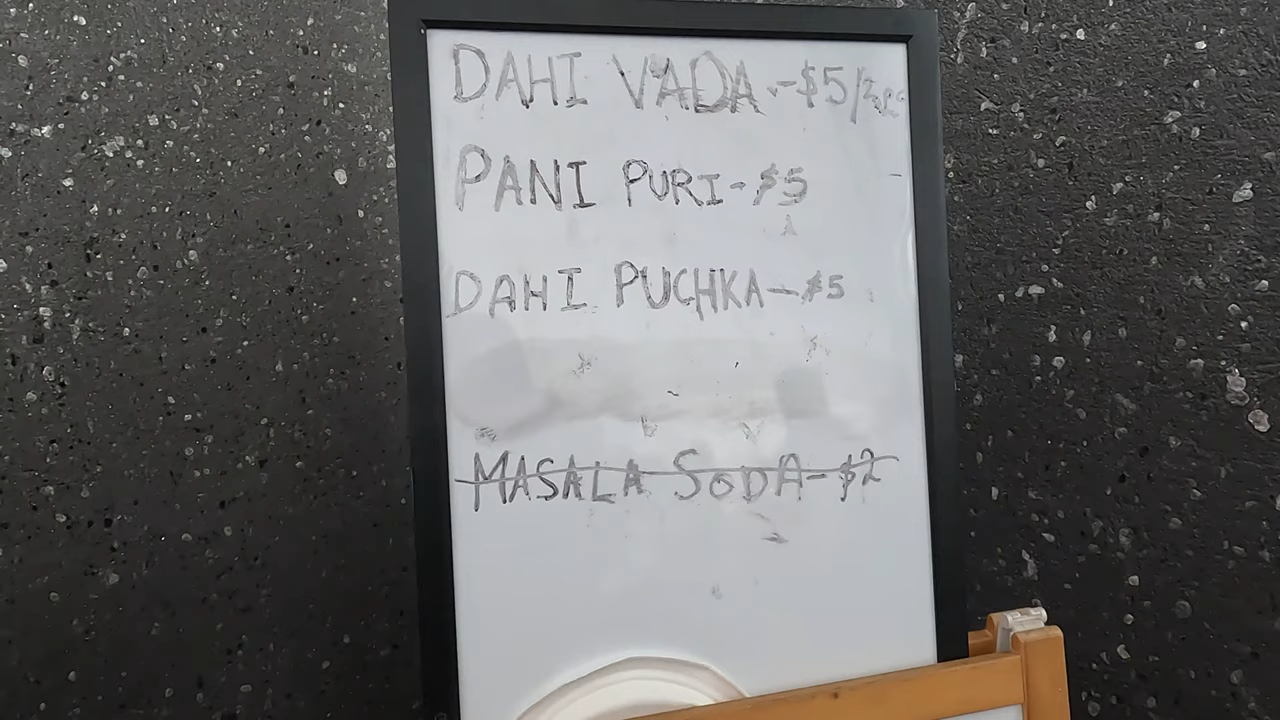 DAHI VADA -$5/2pc
PANI PURI-$5
DAHI PUCHKA-$5
MASALA SODA-$2